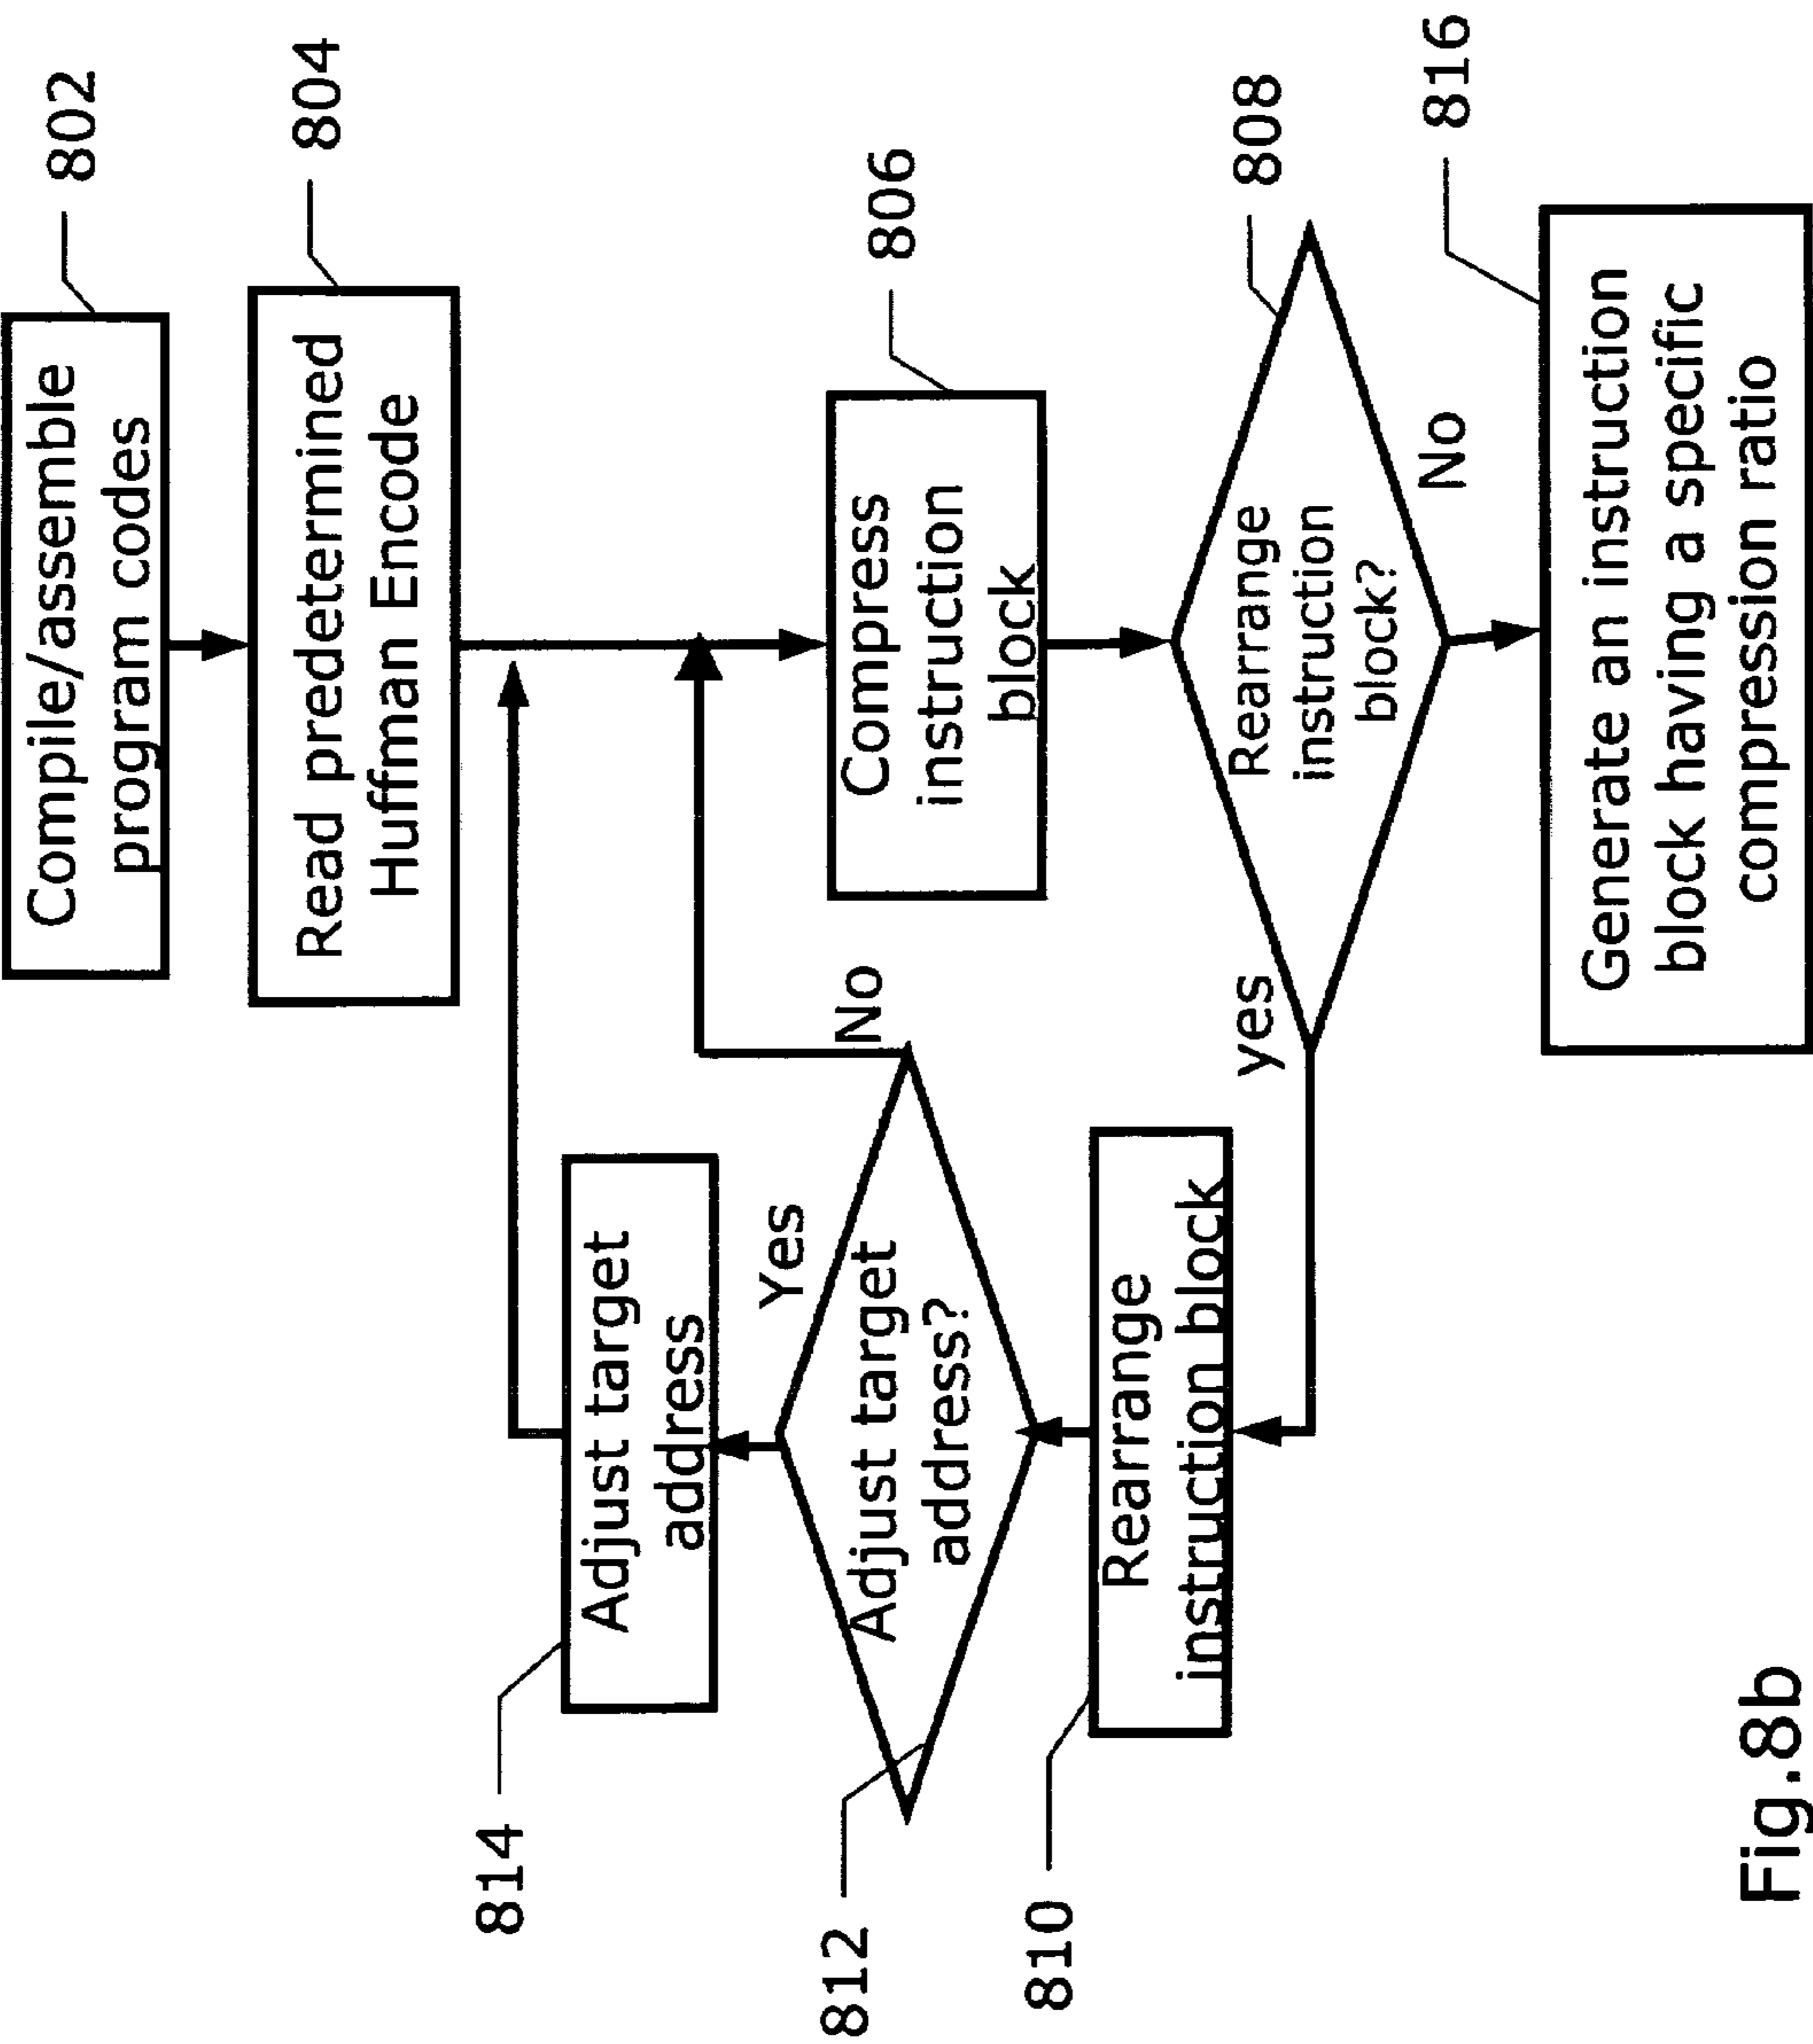 Compile/assemble
program codes
802
Read predetermined
Huffman Encode
804
814
Adjust target
address
Yes
No
812
Adjust target
address?
Compress
instruction
block
806
810
Rearrange
instruction block
yes
Rearrange
instruction
block?
808
No
816
Generate an instruction
block having a specific
compression ratio
Fig.8b